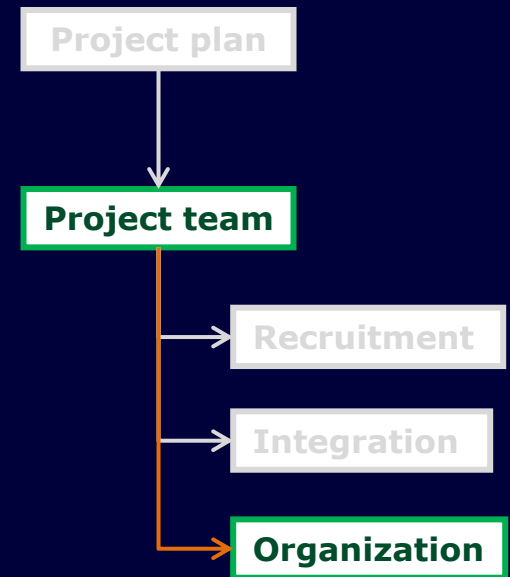 Project plan
Project team
Recruitment
Integration
Organization